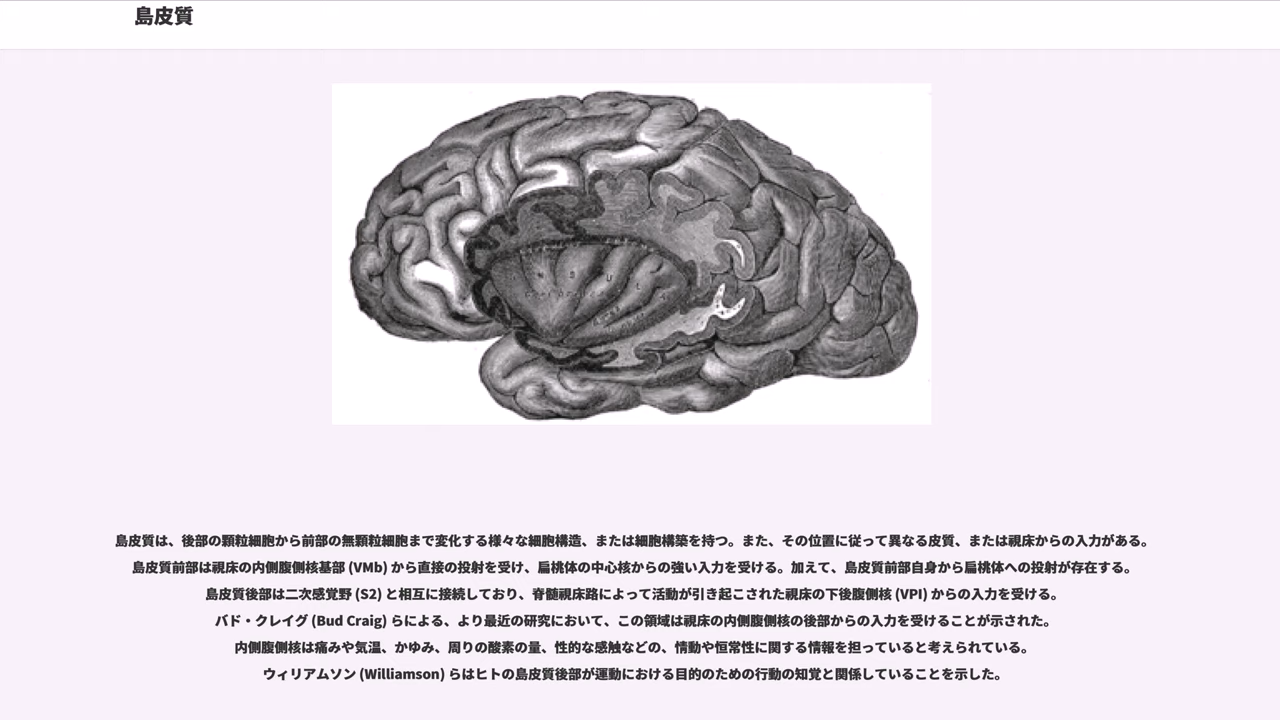 島皮質
島皮質は、後部の顆粒細胞から前部の無顆粒細胞まで変化する様々な細胞構造、または細胞構築を持つ。また、その位置に従って異なる皮質、または視床からの入力がある。
島皮質前部は視床の内側腹側核基部 (VMb) から直接の投射を受け、扁桃体の中心核からの強い入力を受ける。加えて、島皮質前部自身から扁桃体への投射が存在する。
島皮質後部は二次感覚野 (S2) と相互に接続しており、脊髄視床路によって活動が引き起こされた視床の下後腹側核 (VPI) からの入力を受ける。
バド・クレイグ (Bud Craig) らによる、より最近の研究において、この領域は視床の内側腹側核の後部からの入力を受けることが示された。
内側腹側核は痛みや気温、かゆみ、周りの酸素の量、性的な感触などの、情動や恒常性に関する情報を担っていると考えられている。
ウィリアムソン (Williamson) らはヒトの島皮質後部が運動における目的のための行動の知覚と関係していることを示した。